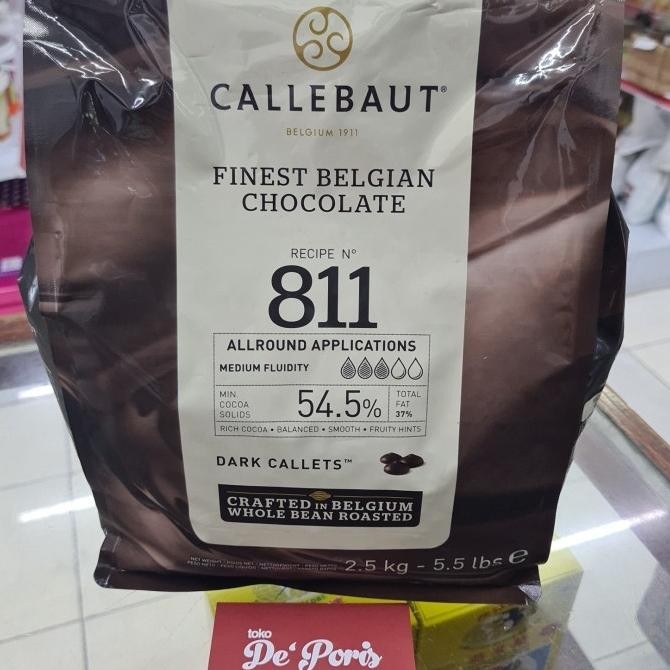 CALLEBAUT®
BELGIUM 1911
FINEST BELGIAN
CHOCOLATE
RECIPE N°
811
ALLROUND APPLICATIONS
MEDIUM FLUIDITY
MIN. COCOA SOLIDS 54.5% TOTAL FAT 37%
RICH COCOA • BALANCED • SMOOTH • FRUITY HINTS
DARK CALLETS™
CRAFTED IN BELGIUM
WHOLE BEAN ROASTED
2.5 kg - 5.5 lbs e
toko
De' Poris